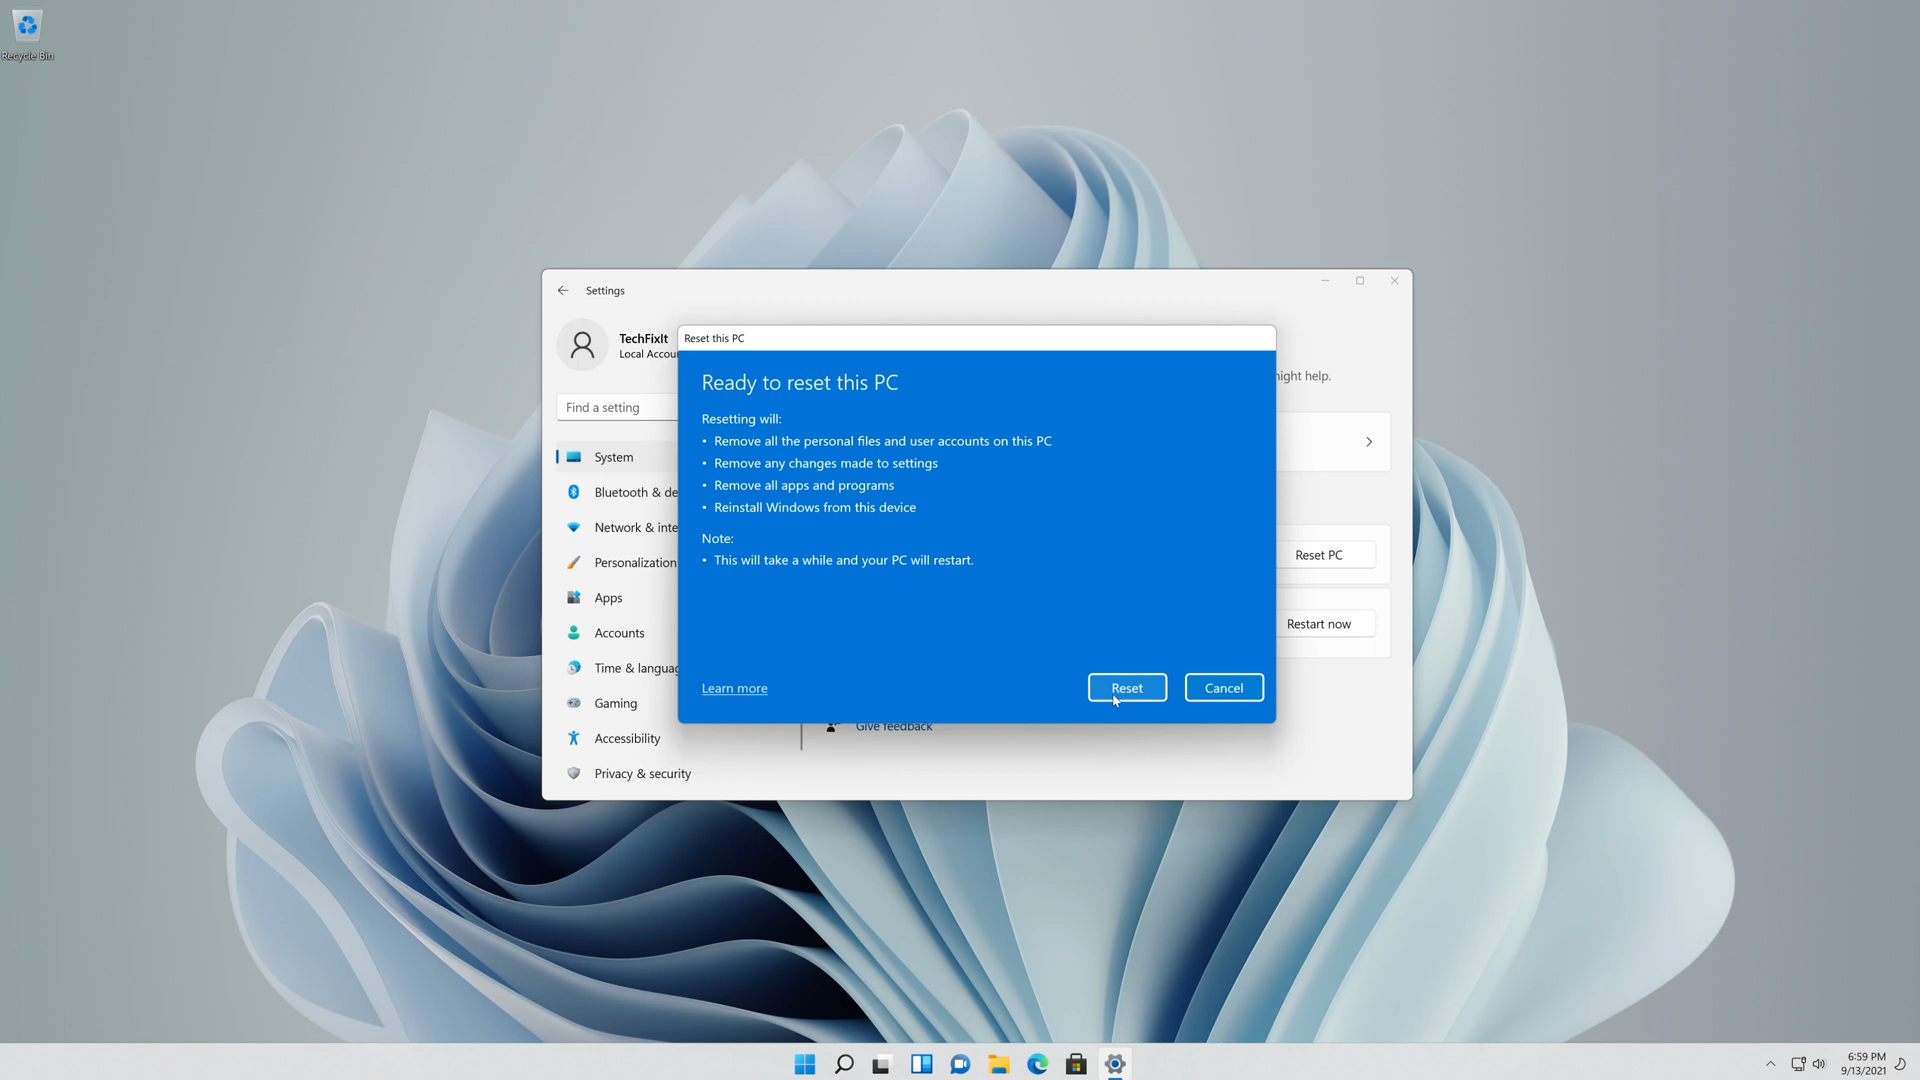 Recycle Bin
Settings
TechFixIt
Local Accou
Find a setting
System
Bluetooth & de
Network & inte
Personalization
Apps
Accounts
Time & languag
Gaming
Accessibility
Privacy & security
Reset this PC
Ready to reset this PC
Resetting will:
• Remove all the personal files and user accounts on this PC
• Remove any changes made to settings
• Remove all apps and programs
• Reinstall Windows from this device
Note:
• This will take a while and your PC will restart.
Learn more
Reset
Cancel
night help.
Reset PC
Restart now
Give feedback
6:59 PM
9/13/2021